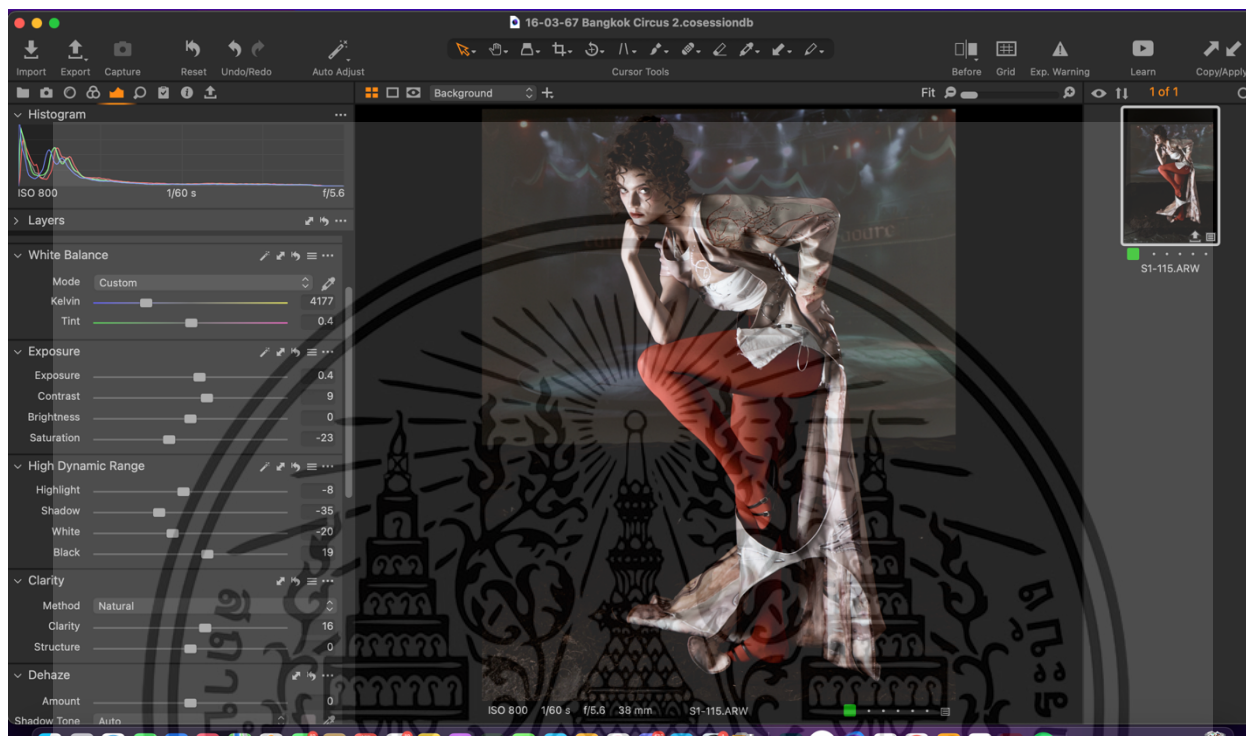 16-03-67 Bangkok Circus 2.cosessiondb
Import Export Capture Reset Undo/Redo Auto Adjust Cursor Tools Before Grid Exp. Warning Learn Copy/Apply
Background Fit 1 of 1
Histogram
ISO 800 1/60 s f/5.6
Layers
White Balance
Mode Custom
Kelvin 4177
Tint 0.4
Exposure
Exposure 0.4
Contrast 9
Brightness 0
Saturation -23
High Dynamic Range
Highlight -8
Shadow -35
White -20
Black 19
Clarity
Method Natural
Clarity 16
Structure 0
Dehaze
Amount 0
Shadow Tone Auto
ISO 800 1/60 s f/5.6 38 mm S1-115.ARW
S1-115.ARW